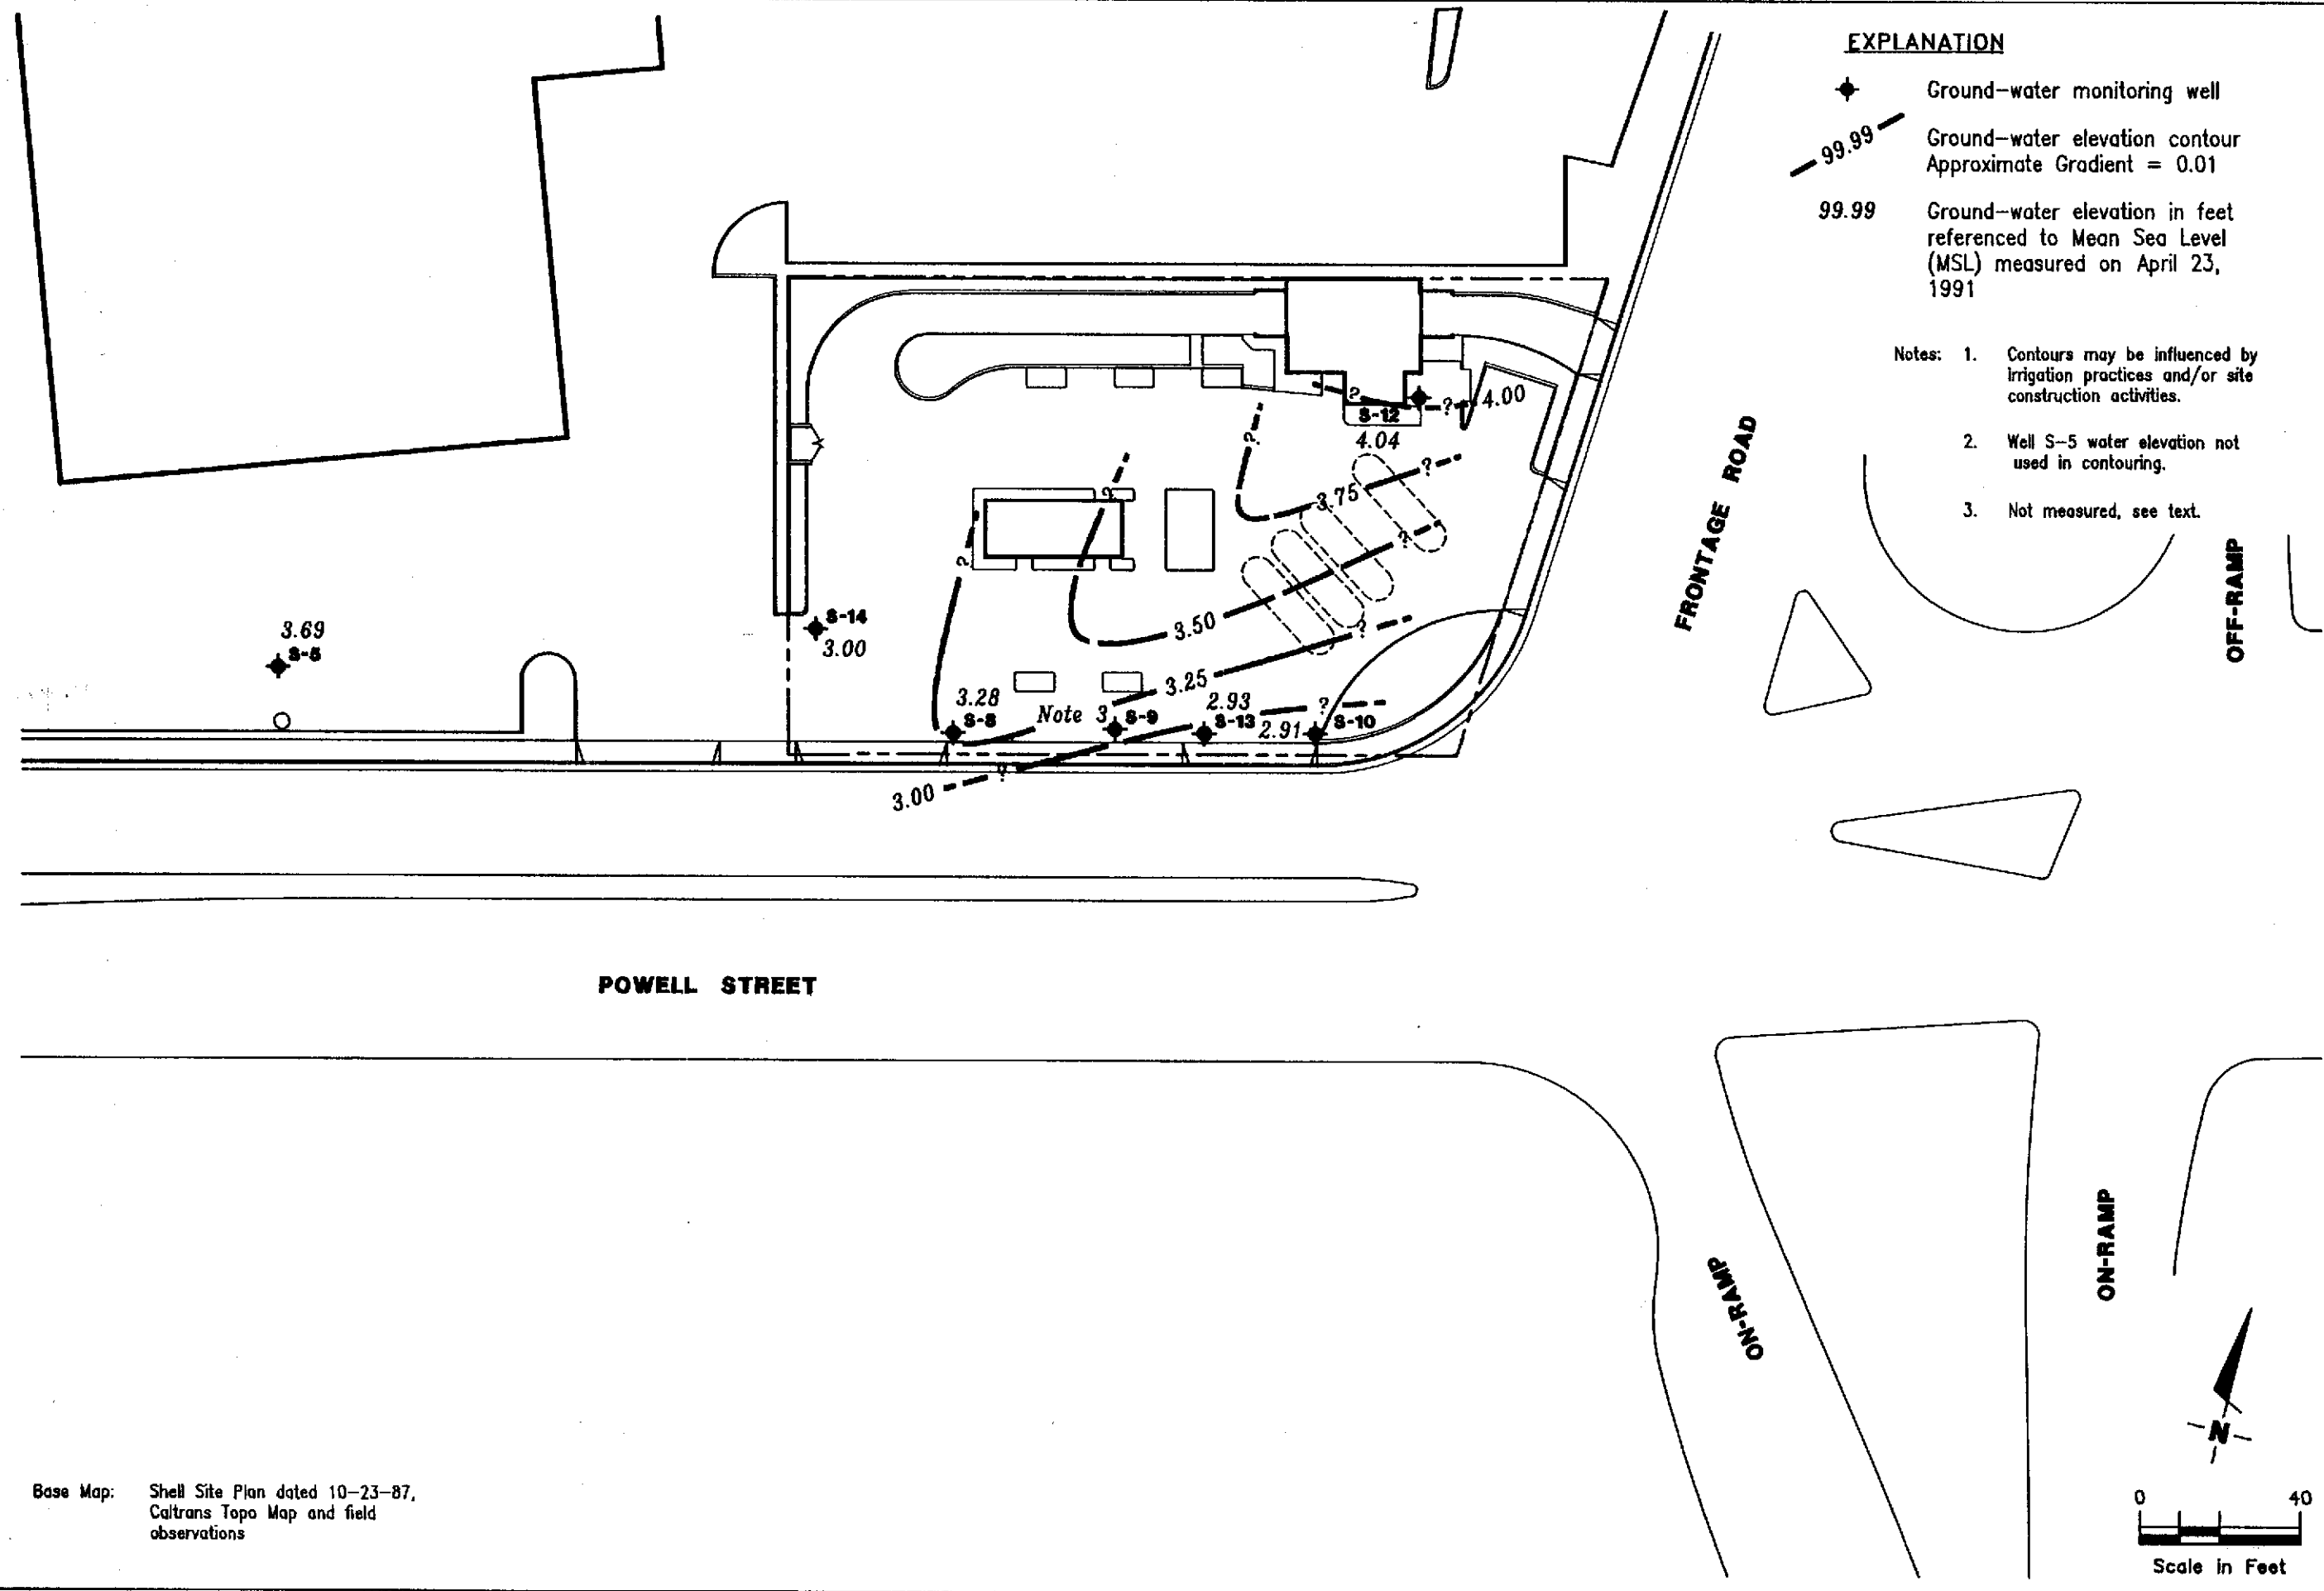 EXPLANATION
Ground-water monitoring well
99.99
Ground-water elevation contour
Approximate Gradient = 0.01
99.99
Ground-water elevation in feet
referenced to Mean Sea Level
(MSL) measured on April 23,
1991
Notes: 1. Contours may be influenced by
irrigation practices and/or site
construction activities.
2. Well S-5 water elevation not
used in contouring.
3. Not measured, see text.
?
? 4.00
S-12
4.04
?
?
3.75
?
?
?
3.50
?
S-14
3.00
3.69
S-5
3.25
3.28
S-8
Note 3
S-9
2.93
S-13
?
2.91
S-10
3.00
?
FRONTAGE ROAD
OFF-RAMP
POWELL STREET
ON-RAMP
ON-RAMP
N
0 40
Scale in Feet
Base Map: Shell Site Plan dated 10-23-87,
Caltrans Topo Map and field
observations